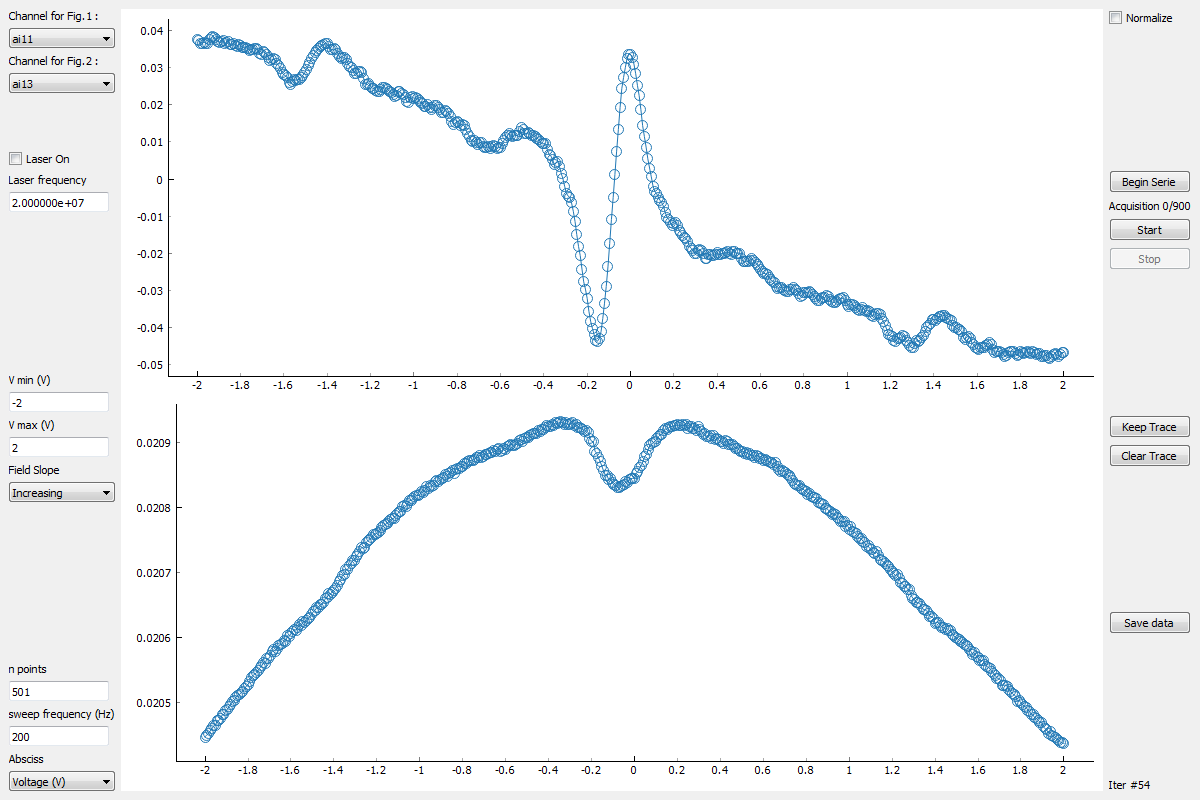 Channel for Fig.1 :
ai11
Channel for Fig.2 :
ai13
Laser On
Laser frequency
2.000000e+07
V min (V)
-2
V max (V)
2
Field Slope
Increasing
n points
501
sweep frequency (Hz)
200
Absciss
Voltage (V)
0.04
0.03
0.02
0.01
0
-0.01
-0.02
-0.03
-0.04
-0.05
-2 -1.8 -1.6 -1.4 -1.2 -1 -0.8 -0.6 -0.4 -0.2 0 0.2 0.4 0.6 0.8 1 1.2 1.4 1.6 1.8 2
0.0209
0.0208
0.0207
0.0206
0.0205
-2 -1.8 -1.6 -1.4 -1.2 -1 -0.8 -0.6 -0.4 -0.2 0 0.2 0.4 0.6 0.8 1 1.2 1.4 1.6 1.8 2
Normalize
Begin Serie
Acquisition 0/900
Start
Stop
Keep Trace
Clear Trace
Save data
Iter #54